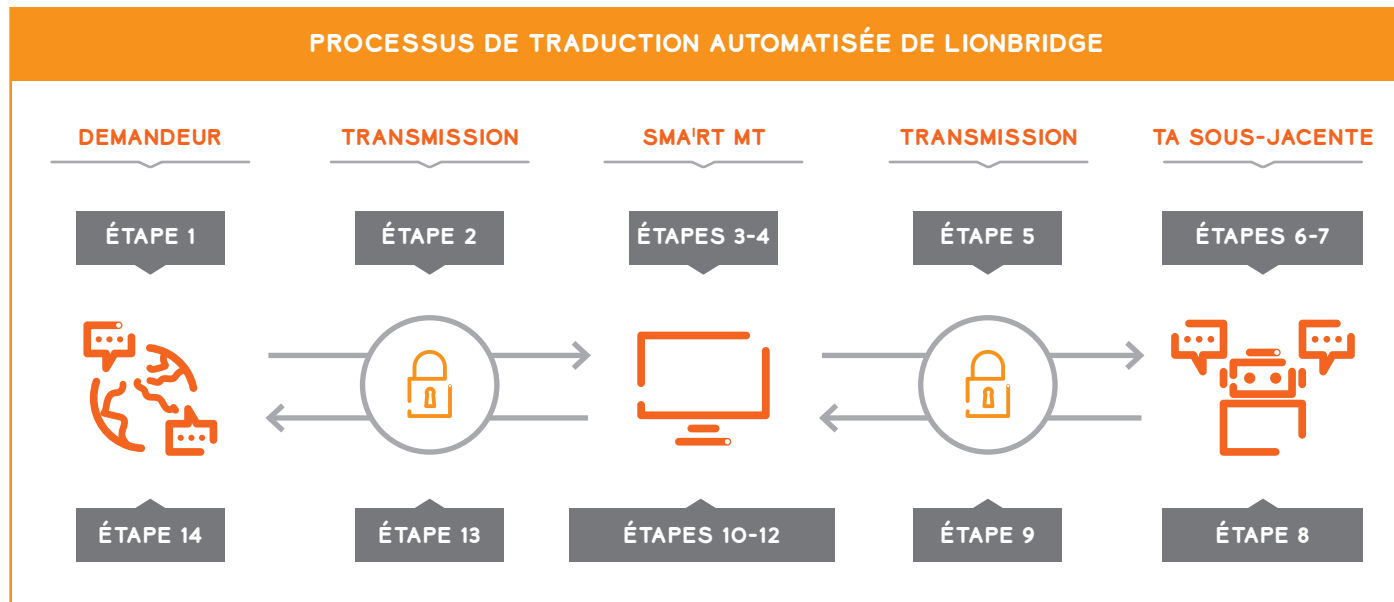 PROCESSUS DE TRADUCTION AUTOMATISÉE DE LIONBRIDGE
DEMANDEUR
TRANSMISSION
SMA'RT MT
TRANSMISSION
TA SOUS-JACENTE
ÉTAPE 1
ÉTAPE 2
ÉTAPES 3-4
ÉTAPE 5
ÉTAPES 6-7
ÉTAPE 14
ÉTAPE 13
ÉTAPES 10-12
ÉTAPE 9
ÉTAPE 8